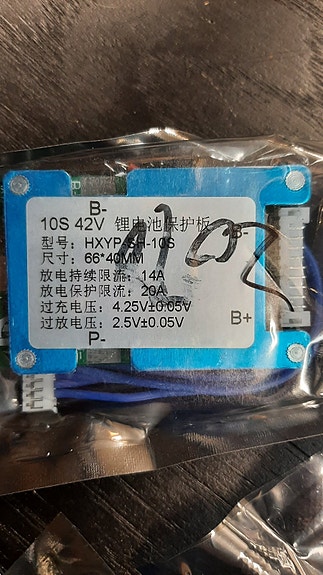 B-
10S 42V 锂电池保护板
B-
型号：HXYP-SH-10S
尺寸：66*40MM
放电持续限流：14A
放电保护限流：20A
过充电压：4.25V±0.05V
过放电压：2.5V±0.05V
B+
P-